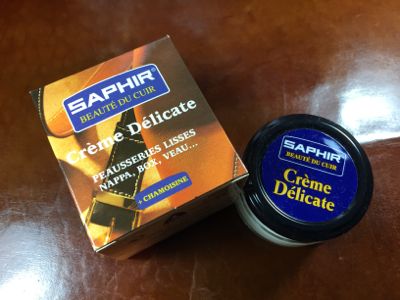 SAPHIR
BEAUTÉ DU CUIR
Crème Délicate
PEAUSSERIES LISSES
NAPPA, BOX, VEAU...
+ CHAMOISINE
SAPHIR
BEAUTÉ DU CUIR
Crème
Délicate